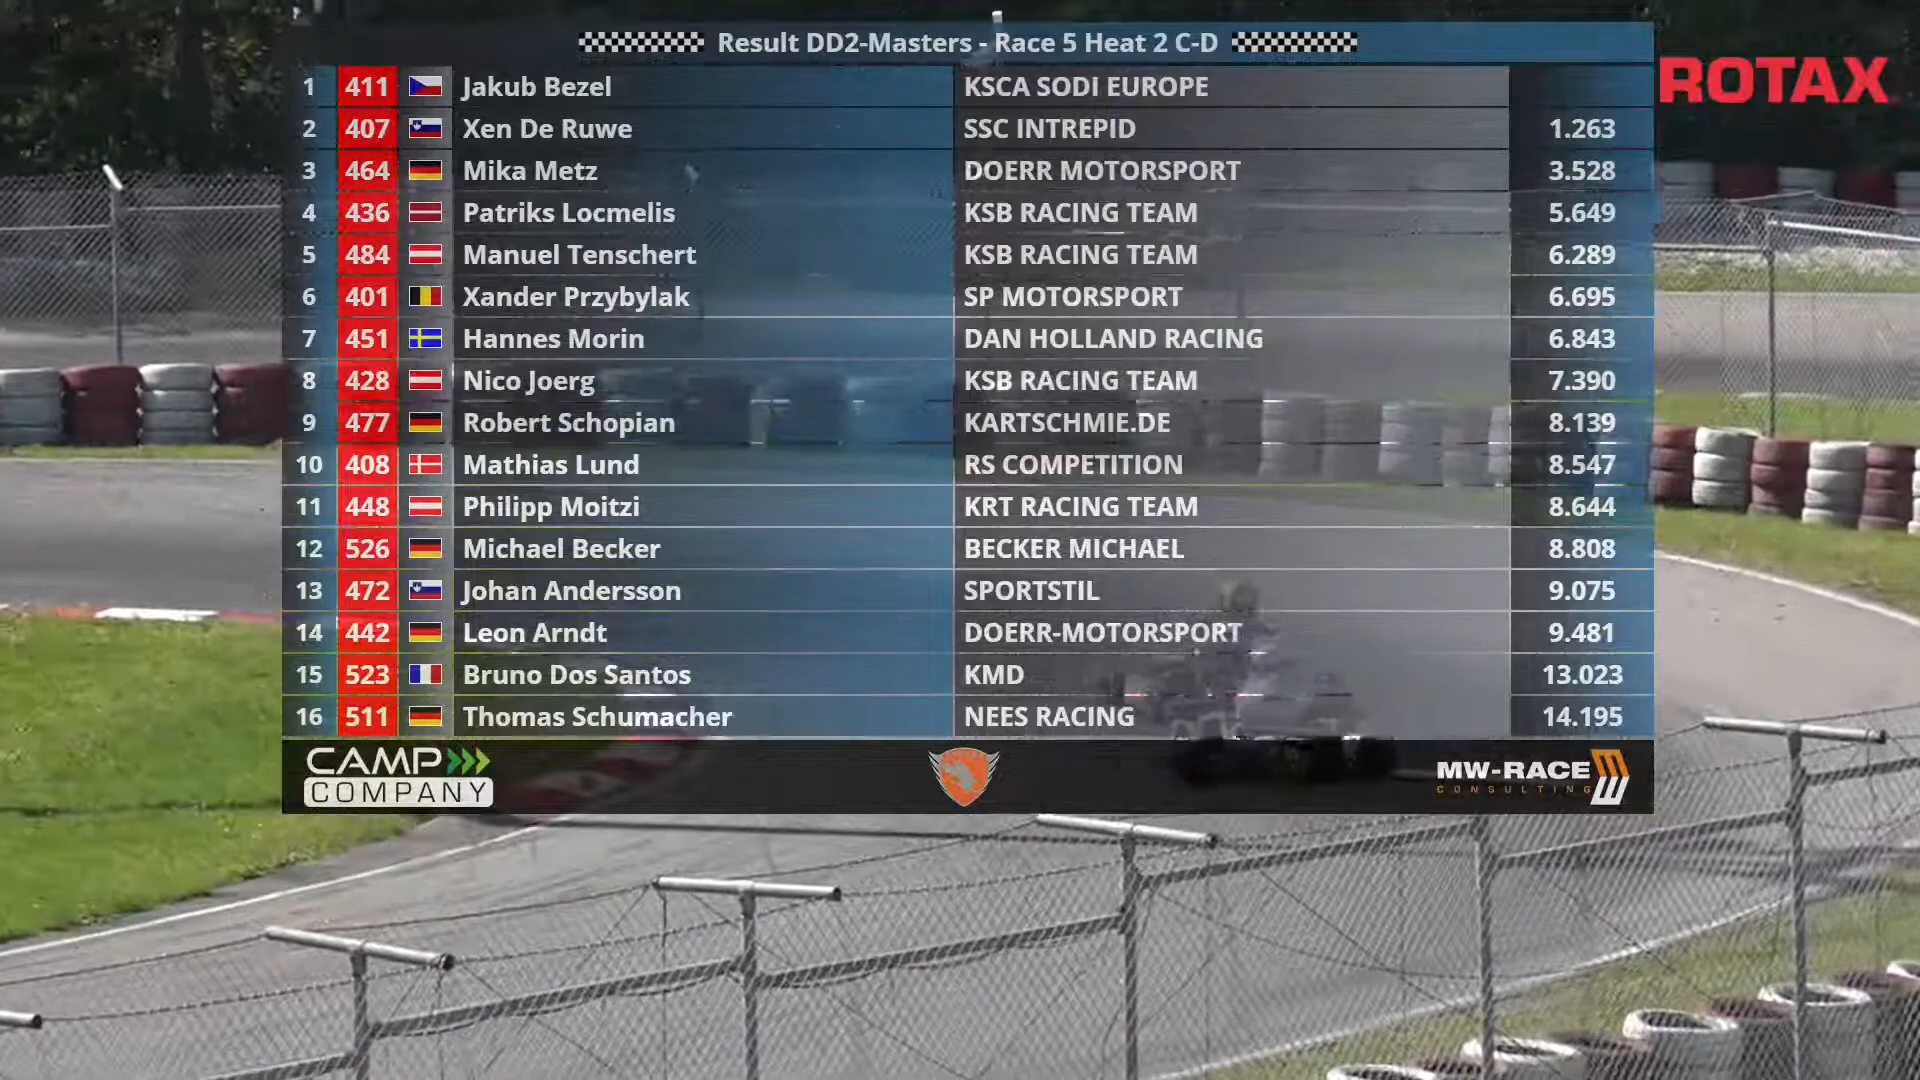 Result DD2-Masters - Race 5 Heat 2 C-D
ROTAX
1 411 Jakub Bezel KSCA SODI EUROPE
2 407 Xen De Ruwe SSC INTREPID 1.263
3 464 Mika Metz DOERR MOTORSPORT 3.528
4 436 Patriks Locmelis KSB RACING TEAM 5.649
5 484 Manuel Tenschert KSB RACING TEAM 6.289
6 401 Xander Przybylak SP MOTORSPORT 6.695
7 451 Hannes Morin DAN HOLLAND RACING 6.843
8 428 Nico Joerg KSB RACING TEAM 7.390
9 477 Robert Schopian KARTSCHMIE.DE 8.139
10 408 Mathias Lund RS COMPETITION 8.547
11 448 Philipp Moitzi KRT RACING TEAM 8.644
12 526 Michael Becker BECKER MICHAEL 8.808
13 472 Johan Andersson SPORTSTIL 9.075
14 442 Leon Arndt DOERR-MOTORSPORT 9.481
15 523 Bruno Dos Santos KMD 13.023
16 511 Thomas Schumacher NEES RACING 14.195
CAMP
COMPANY
MW-RACE
CONSULTING